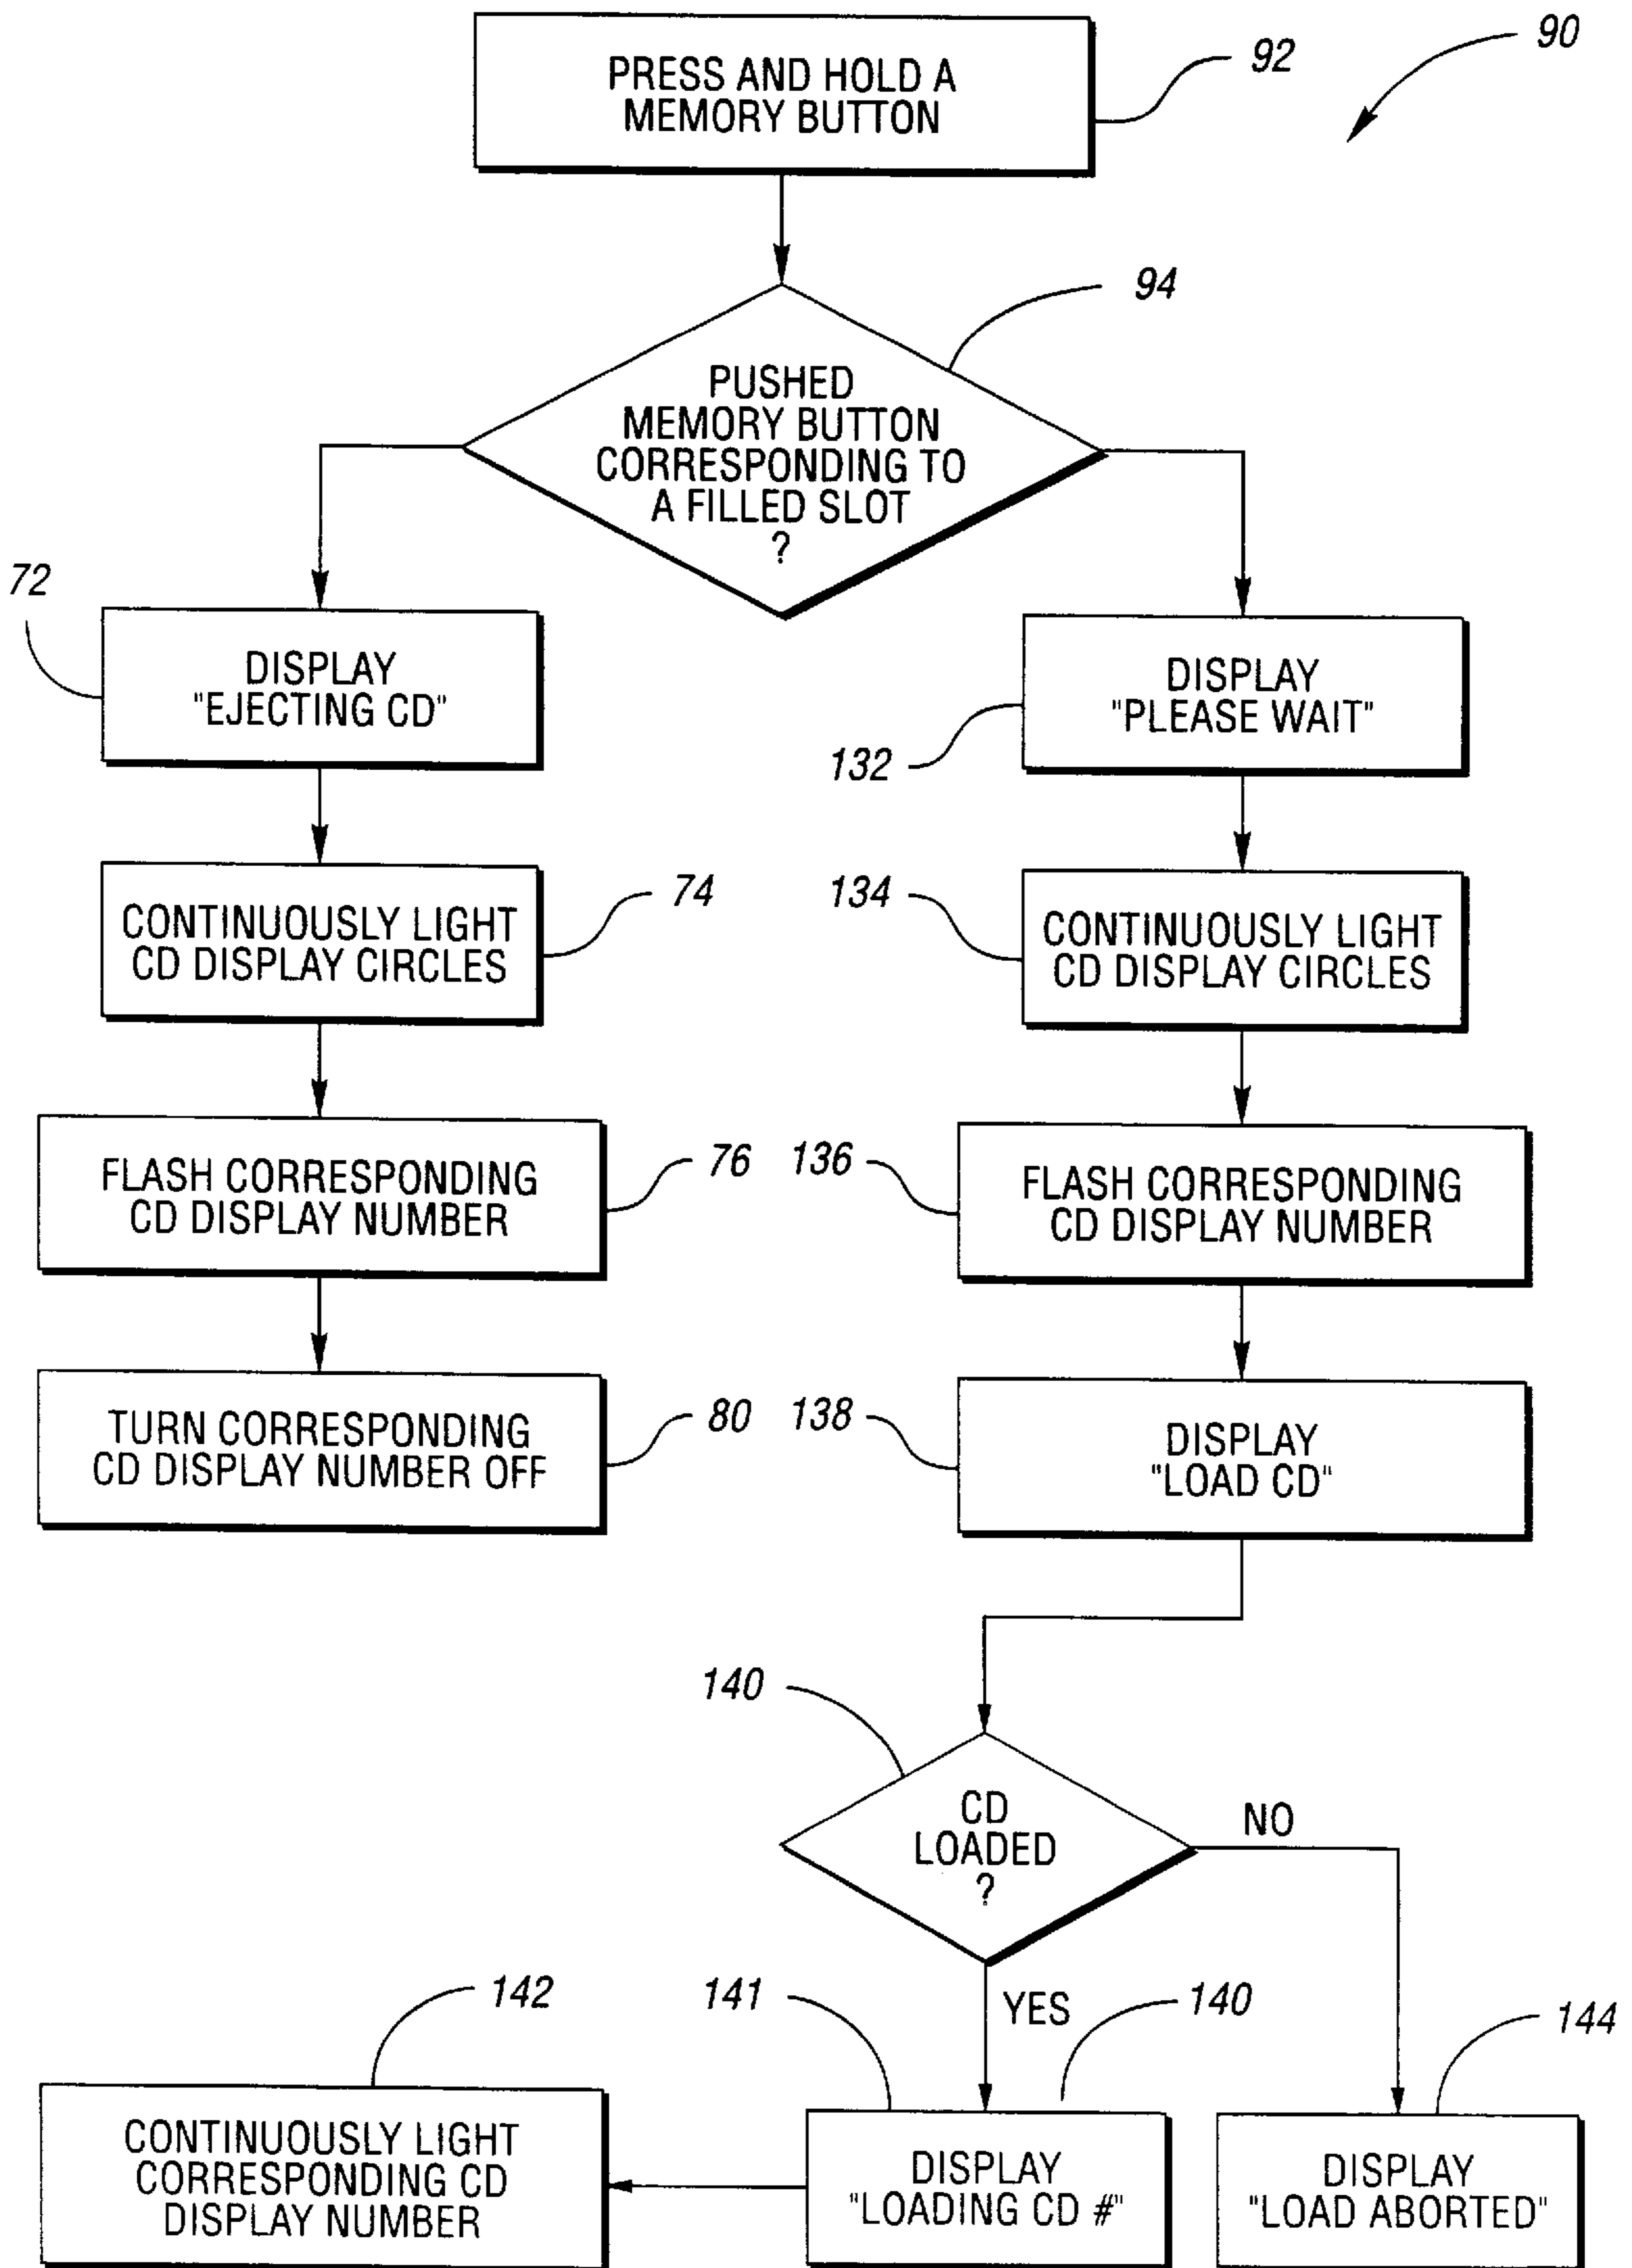 90
PRESS AND HOLD A
MEMORY BUTTON
92
94
PUSHED
MEMORY BUTTON
CORRESPONDING TO
A FILLED SLOT
?
72
DISPLAY
"EJECTING CD"
DISPLAY
"PLEASE WAIT"
132
CONTINUOUSLY LIGHT
CD DISPLAY CIRCLES
74
134
CONTINUOUSLY LIGHT
CD DISPLAY CIRCLES
FLASH CORRESPONDING
CD DISPLAY NUMBER
76
136
FLASH CORRESPONDING
CD DISPLAY NUMBER
TURN CORRESPONDING
CD DISPLAY NUMBER OFF
80
138
DISPLAY
"LOAD CD"
140
CD
LOADED
?
NO
YES
142
141
140
144
CONTINUOUSLY LIGHT
CORRESPONDING CD
DISPLAY NUMBER
DISPLAY
"LOADING CD #"
DISPLAY
"LOAD ABORTED"